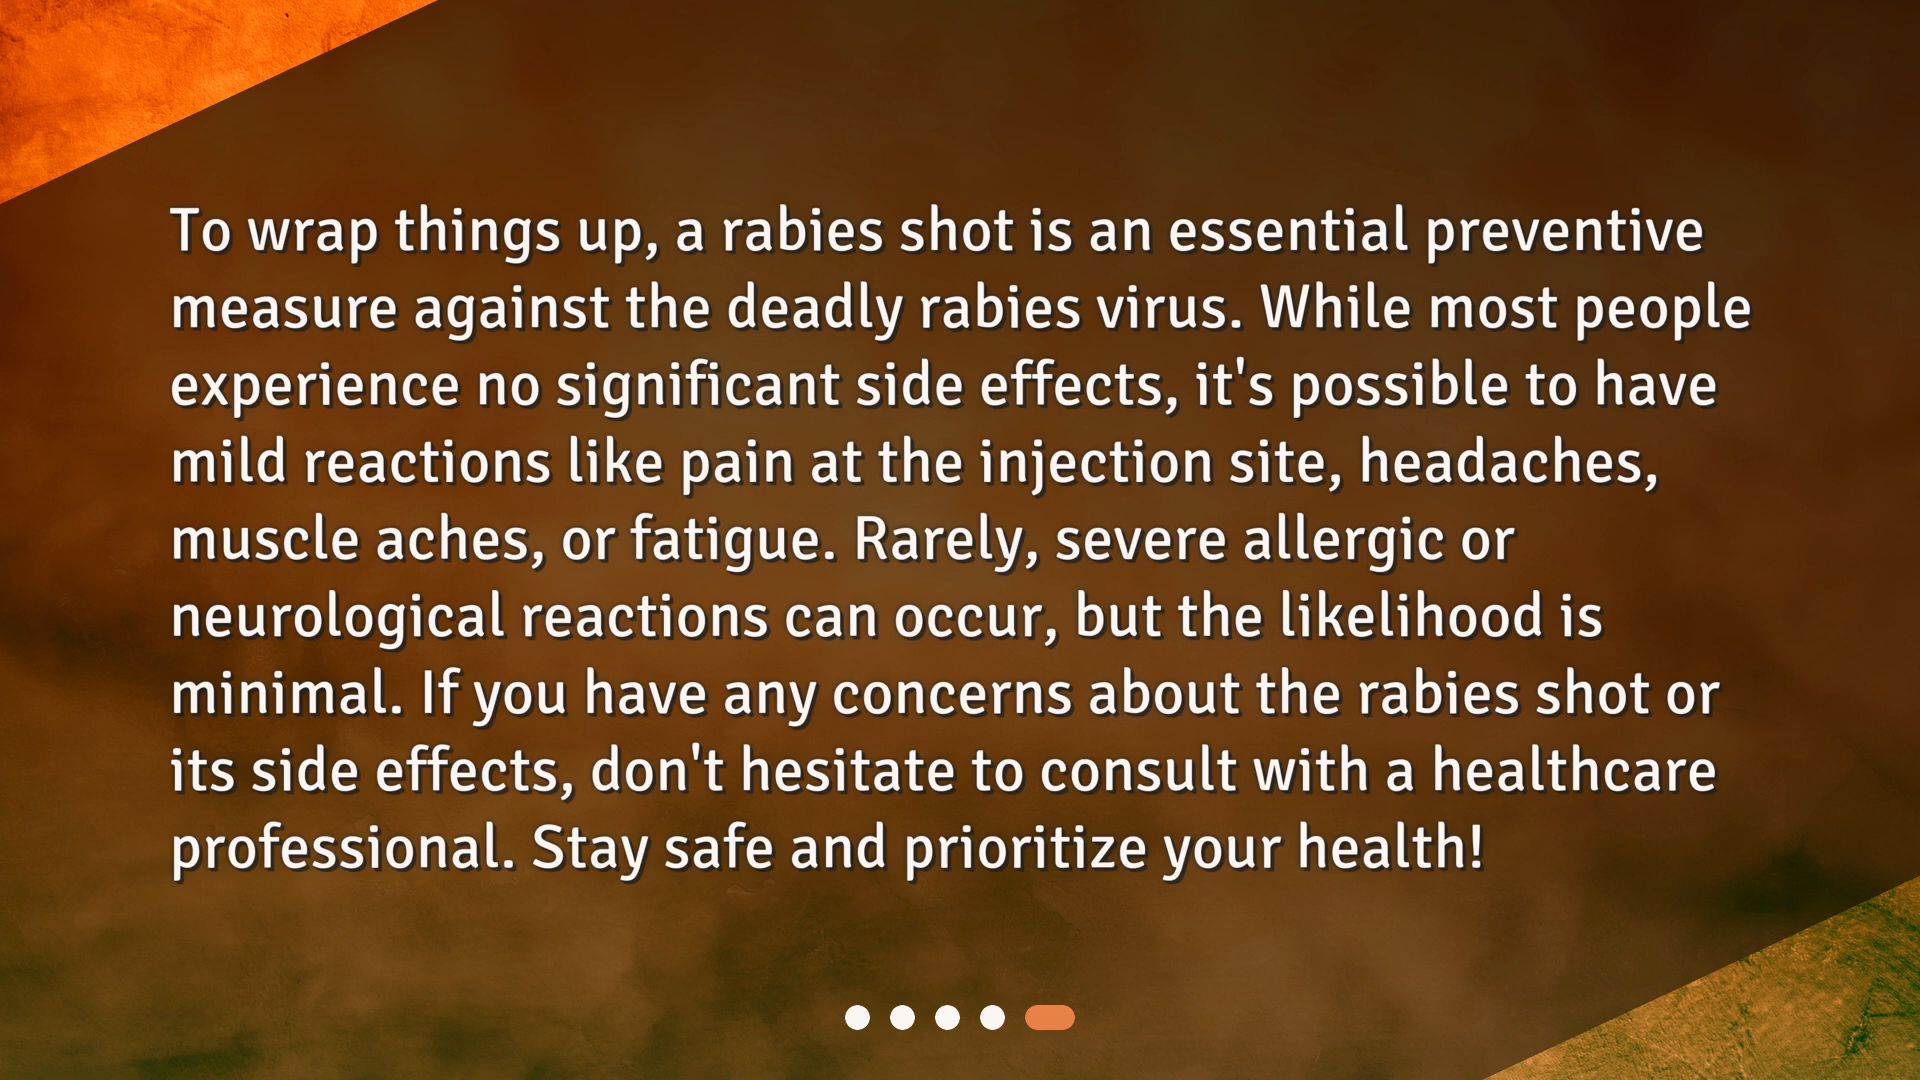 To wrap things up, a rabies shot is an essential preventive
measure against the deadly rabies virus. While most people
experience no significant side effects, it's possible to have
mild reactions like pain at the injection site, headaches,
muscle aches, or fatigue. Rarely, severe allergic or
neurological reactions can occur, but the likelihood is
minimal. If you have any concerns about the rabies shot or
its side effects, don't hesitate to consult with a healthcare
professional. Stay safe and prioritize your health!